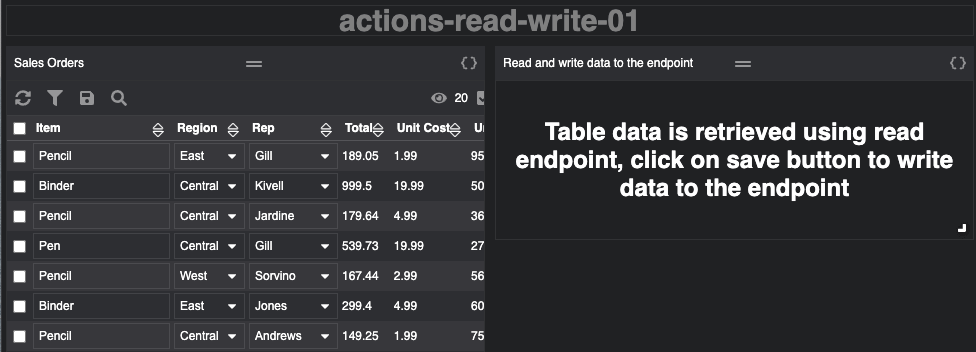 actions-read-write-01
Sales Orders
20
Item Region Rep Total Unit Cost
Pencil East Gill 189.05 1.99 95
Binder Central Kivell 999.5 19.99 50
Pencil Central Jardine 179.64 4.99 36
Pen Central Gill 539.73 19.99 27
Pencil West Sorvino 167.44 2.99 56
Binder East Jones 299.4 4.99 60
Pencil Central Andrews 149.25 1.99 75
Read and write data to the endpoint
Table data is retrieved using read
endpoint, click on save button to write
data to the endpoint